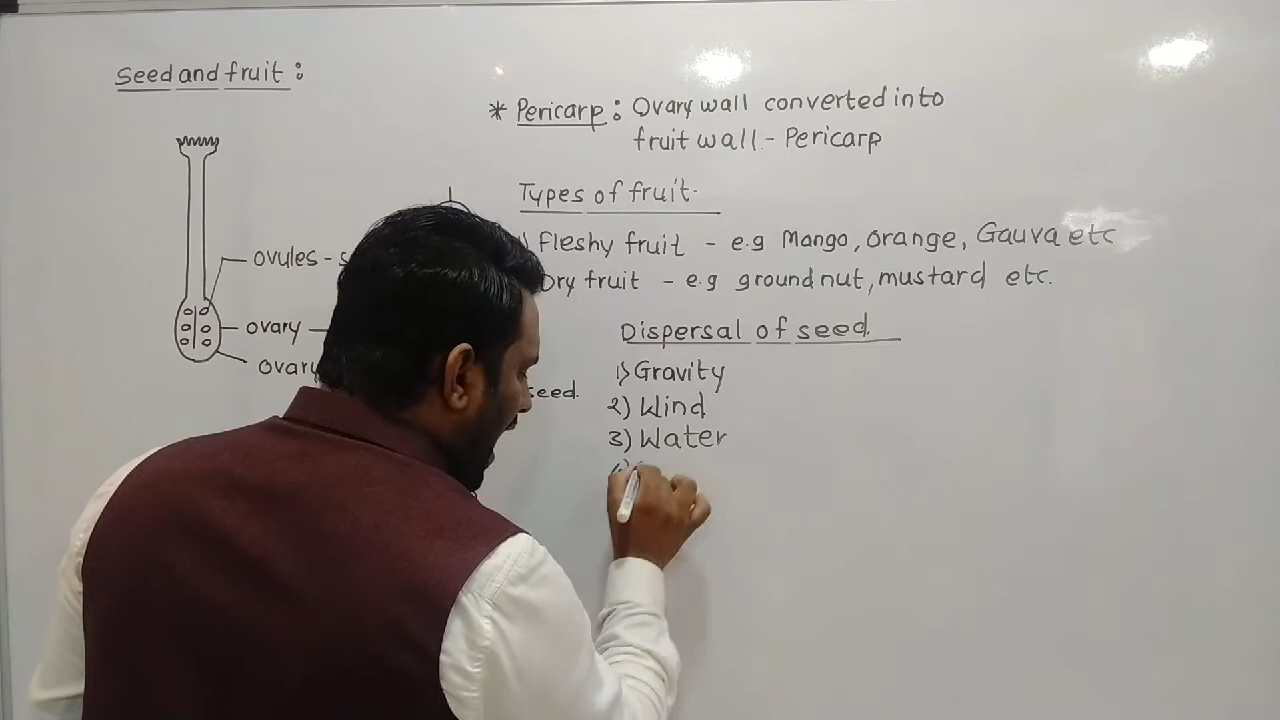 Seed and fruit :
* Pericarp : Ovary wall converted into
fruit wall - Pericarp
Types of fruit.
Fleshy fruit - e.g Mango, orange, Gauva etc
Dry fruit - e.g groundnut, mustard etc.
ovules -
ovary -
ovary
seed.
Dispersal of seed.
1) Gravity
2) Wind
3) Water